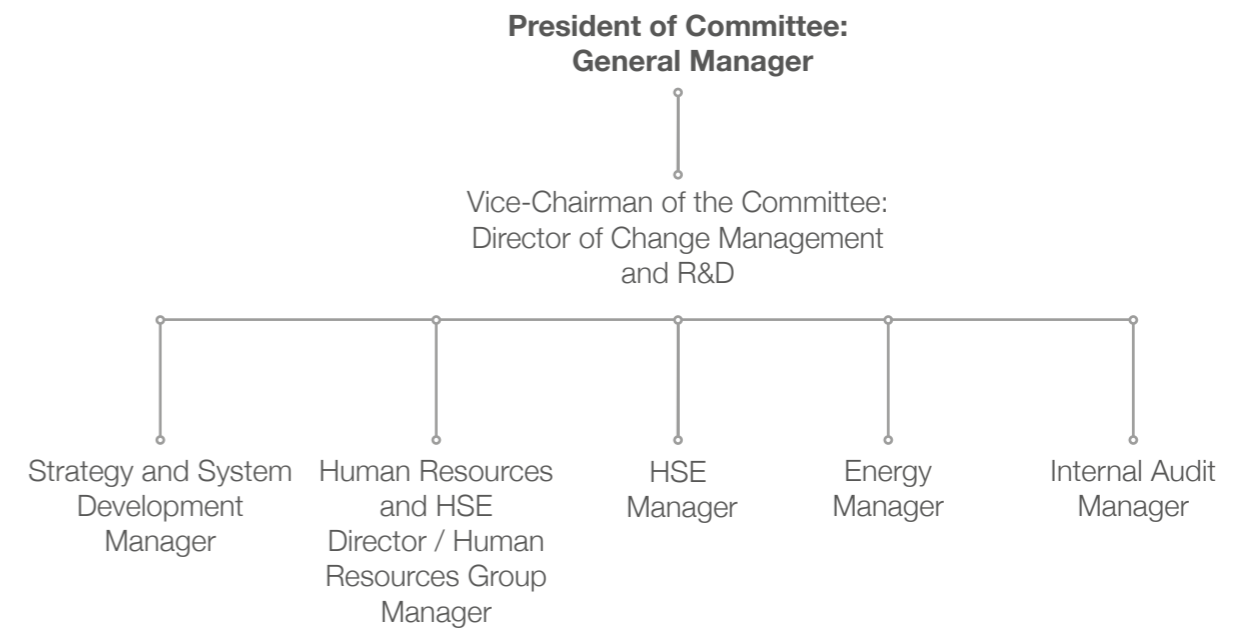 President of Committee:
General Manager
Vice-Chairman of the Committee:
Director of Change Management
and R&D
Strategy and System
Development
Manager
Human Resources
and HSE
Director / Human
Resources Group
Manager
HSE
Manager
Energy
Manager
Internal Audit
Manager